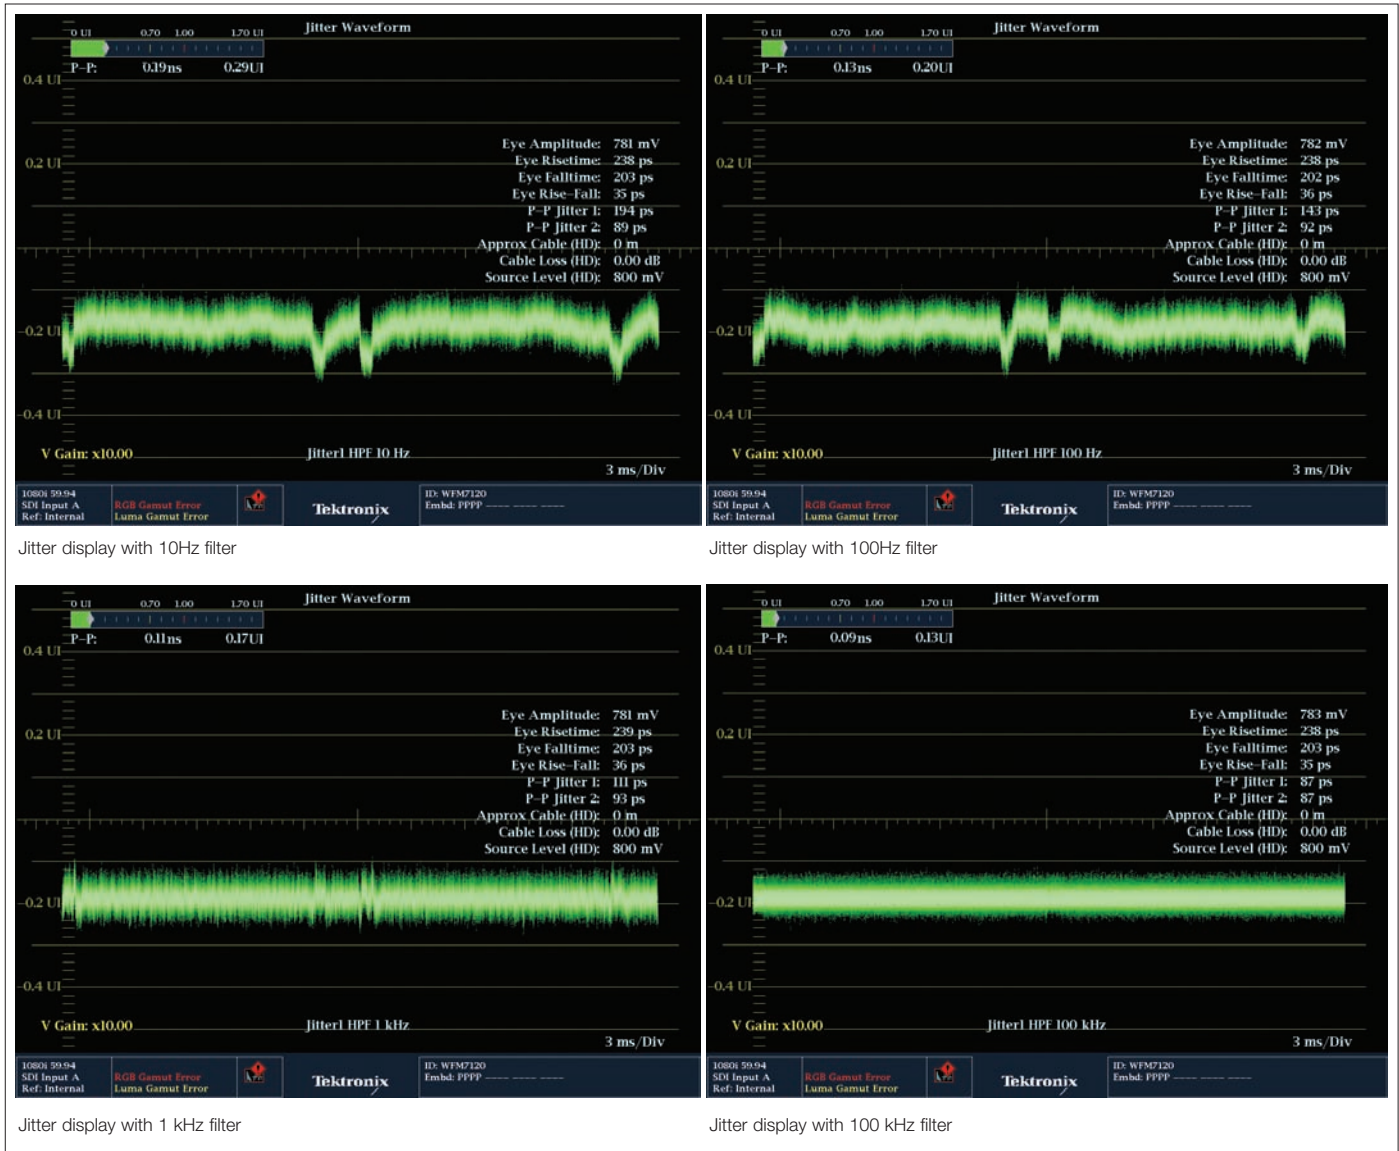 0 UI 0.70 1.00 1.70 UI
Jitter Waveform
P-P: 0.19ns 0.29UI
0.4 UI
Eye Amplitude: 781 mV
0.2 UI
Eye Risetime: 238 ps
Eye Falltime: 203 ps
Eye Rise-Fall: 35 ps
P-P Jitter 1: 194 ps
P-P Jitter 2: 89 ps
Approx Cable (HD): 0 m
Cable Loss (HD): 0.00 dB
Source Level (HD): 800 mV
-0.2 UI
-0.4 UI
V Gain: x10.00
Jitter1 HPF 10 Hz
3 ms/Div
1080i 59.94
SDI Input A
Ref: Internal
RGB Gamut Error
Luma Gamut Error
Tektronix
ID: WFM7120
Embd: PPPP ---- ---- ----
Jitter display with 10Hz filter
0 UI 0.70 1.00 1.70 UI
Jitter Waveform
P-P: 0.13ns 0.20UI
0.4 UI
Eye Amplitude: 782 mV
0.2 UI
Eye Risetime: 238 ps
Eye Falltime: 202 ps
Eye Rise-Fall: 36 ps
P-P Jitter 1: 143 ps
P-P Jitter 2: 92 ps
Approx Cable (HD): 0 m
Cable Loss (HD): 0.00 dB
Source Level (HD): 800 mV
-0.2 UI
-0.4 UI
V Gain: x10.00
Jitter1 HPF 100 Hz
3 ms/Div
1080i 59.94
SDI Input A
Ref: Internal
RGB Gamut Error
Luma Gamut Error
Tektronix
ID: WFM7120
Embd: PPPP ---- ---- ----
Jitter display with 100Hz filter
0 UI 0.70 1.00 1.70 UI
Jitter Waveform
P-P: 0.11ns 0.17UI
0.4 UI
Eye Amplitude: 781 mV
0.2 UI
Eye Risetime: 239 ps
Eye Falltime: 203 ps
Eye Rise-Fall: 36 ps
P-P Jitter 1: 111 ps
P-P Jitter 2: 93 ps
Approx Cable (HD): 0 m
Cable Loss (HD): 0.00 dB
Source Level (HD): 800 mV
-0.2 UI
-0.4 UI
V Gain: x10.00
Jitter1 HPF 1 kHz
3 ms/Div
1080i 59.94
SDI Input A
Ref: Internal
RGB Gamut Error
Luma Gamut Error
Tektronix
ID: WFM7120
Embd: PPPP ---- ---- ----
Jitter display with 1 kHz filter
0 UI 0.70 1.00 1.70 UI
Jitter Waveform
P-P: 0.09ns 0.13UI
0.4 UI
Eye Amplitude: 783 mV
0.2 UI
Eye Risetime: 238 ps
Eye Falltime: 203 ps
Eye Rise-Fall: 35 ps
P-P Jitter 1: 87 ps
P-P Jitter 2: 87 ps
Approx Cable (HD): 0 m
Cable Loss (HD): 0.00 dB
Source Level (HD): 800 mV
-0.2 UI
-0.4 UI
V Gain: x10.00
Jitter1 HPF 100 kHz
3 ms/Div
1080i 59.94
SDI Input A
Ref: Internal
RGB Gamut Error
Luma Gamut Error
Tektronix
ID: WFM7120
Embd: PPPP ---- ---- ----
Jitter display with 100 kHz filter